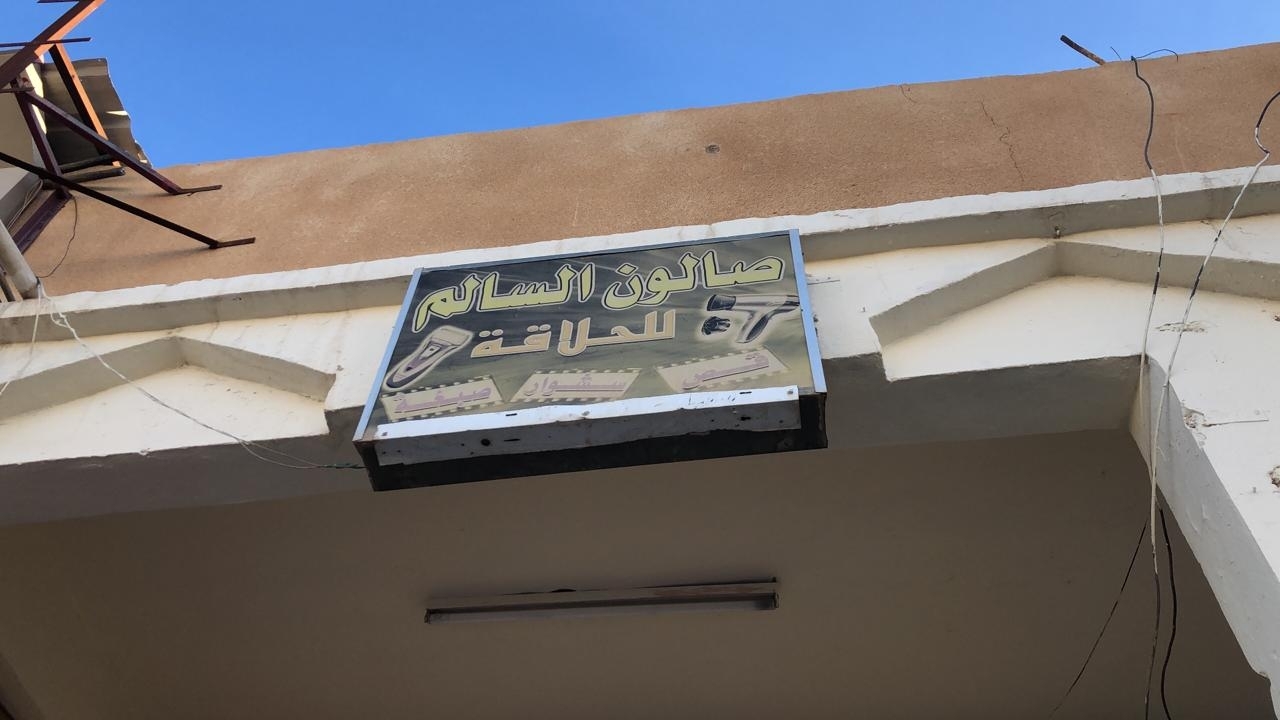 صالون السالم
للحلاقة
قص سشوار صبغة